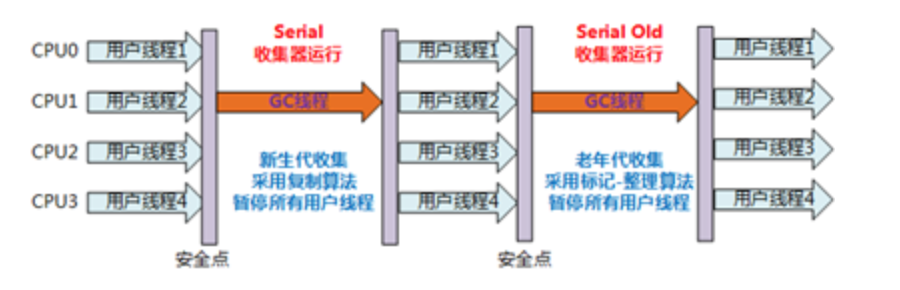 Serial
收集器运行
Serial Old
收集器运行
CPU0 用户线程1 用户线程1 用户线程1
CPU1 用户线程2 GC线程 用户线程2 GC线程 用户线程2
CPU2 用户线程3 用户线程3 用户线程3
CPU3 用户线程4 用户线程4 用户线程4
新生代收集
采用复制算法
暂停所有用户线程
老年代收集
采用标记-整理算法
暂停所有用户线程
安全点
安全点